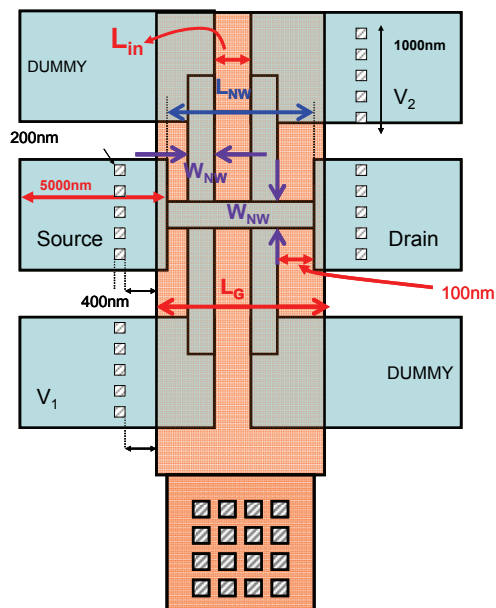 L_in
1000nm
DUMMY
L_NW
V_2
200nm
W_NW
5000nm
W_NW
Source
Drain
400nm
L_G
100nm
V_1
DUMMY